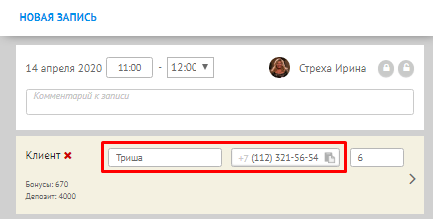 НОВАЯ ЗАПИСЬ
14 апреля 2020 11:00 - 12:00 Стреха Ирина
Комментарий к записи
Клиент Триша +7 (112) 321-56-54 6
Бонусы: 670
Депозит: 4000